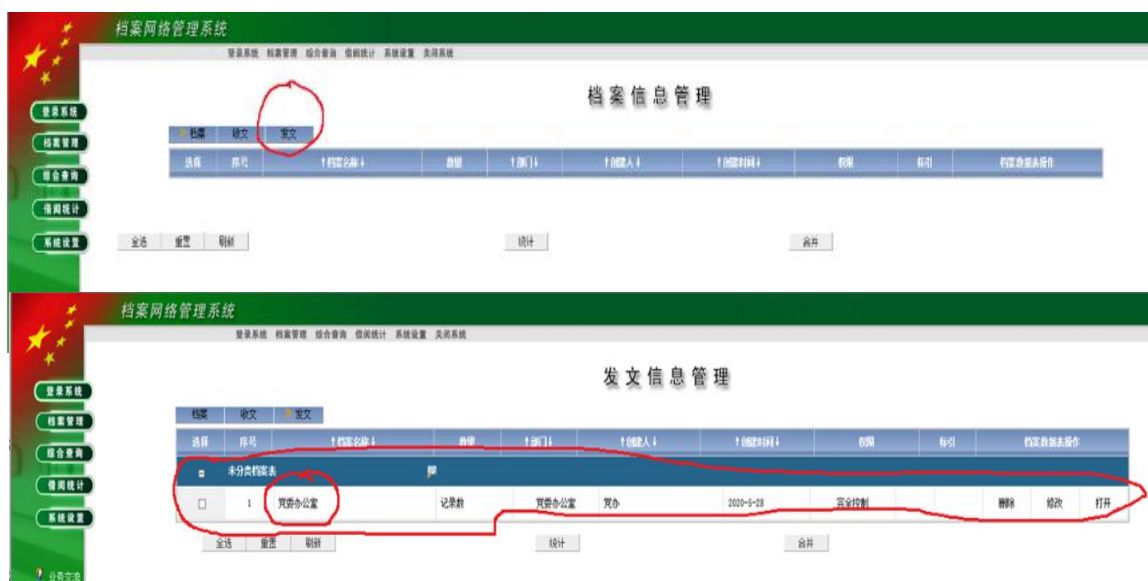 档案网络管理系统
登录系统 档案管理 综合查询 借阅统计 系统设置 关闭系统
档案信息管理
登录系统
档案管理
综合查询
借阅统计
系统设置
档案 收文 发文
选择 序号 ↑档案名称↓ 数量 ↑部门↓ ↑创建人↓ ↑创建时间↓ 权限 标引 档案数据表操作
全选 重置 刷新 统计 合并
档案网络管理系统
登录系统 档案管理 综合查询 借阅统计 系统设置 关闭系统
发文信息管理
登录系统
档案管理
综合查询
借阅统计
系统设置
业务交流
档案 收文 发文
选择 序号 ↑档案名称↓ 数量 ↑部门↓ ↑创建人↓ ↑创建时间↓ 权限 标引 档案数据表操作
未分类档案表
1 党委办公室 记录数 党委办公室 党办 2020-5-28 完全控制 删除 修改 打开
全选 重置 刷新 统计 合并